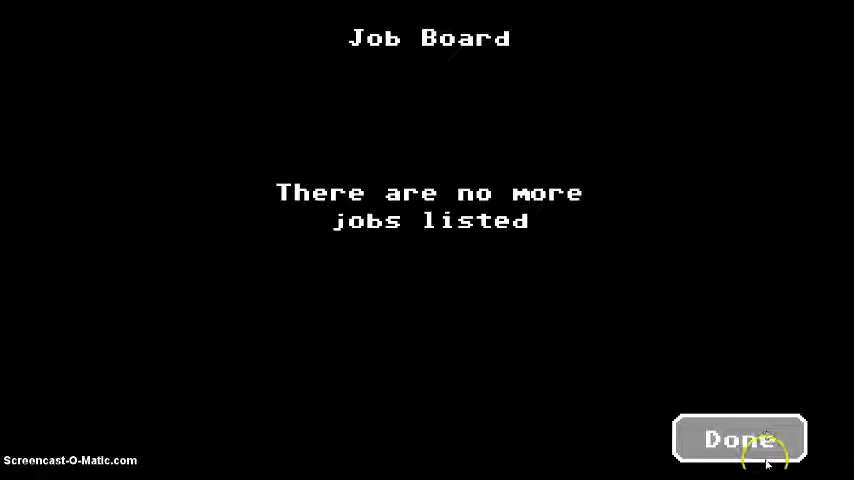 Job Board
There are no more
jobs listed
Done
Screencast-O-Matic.com